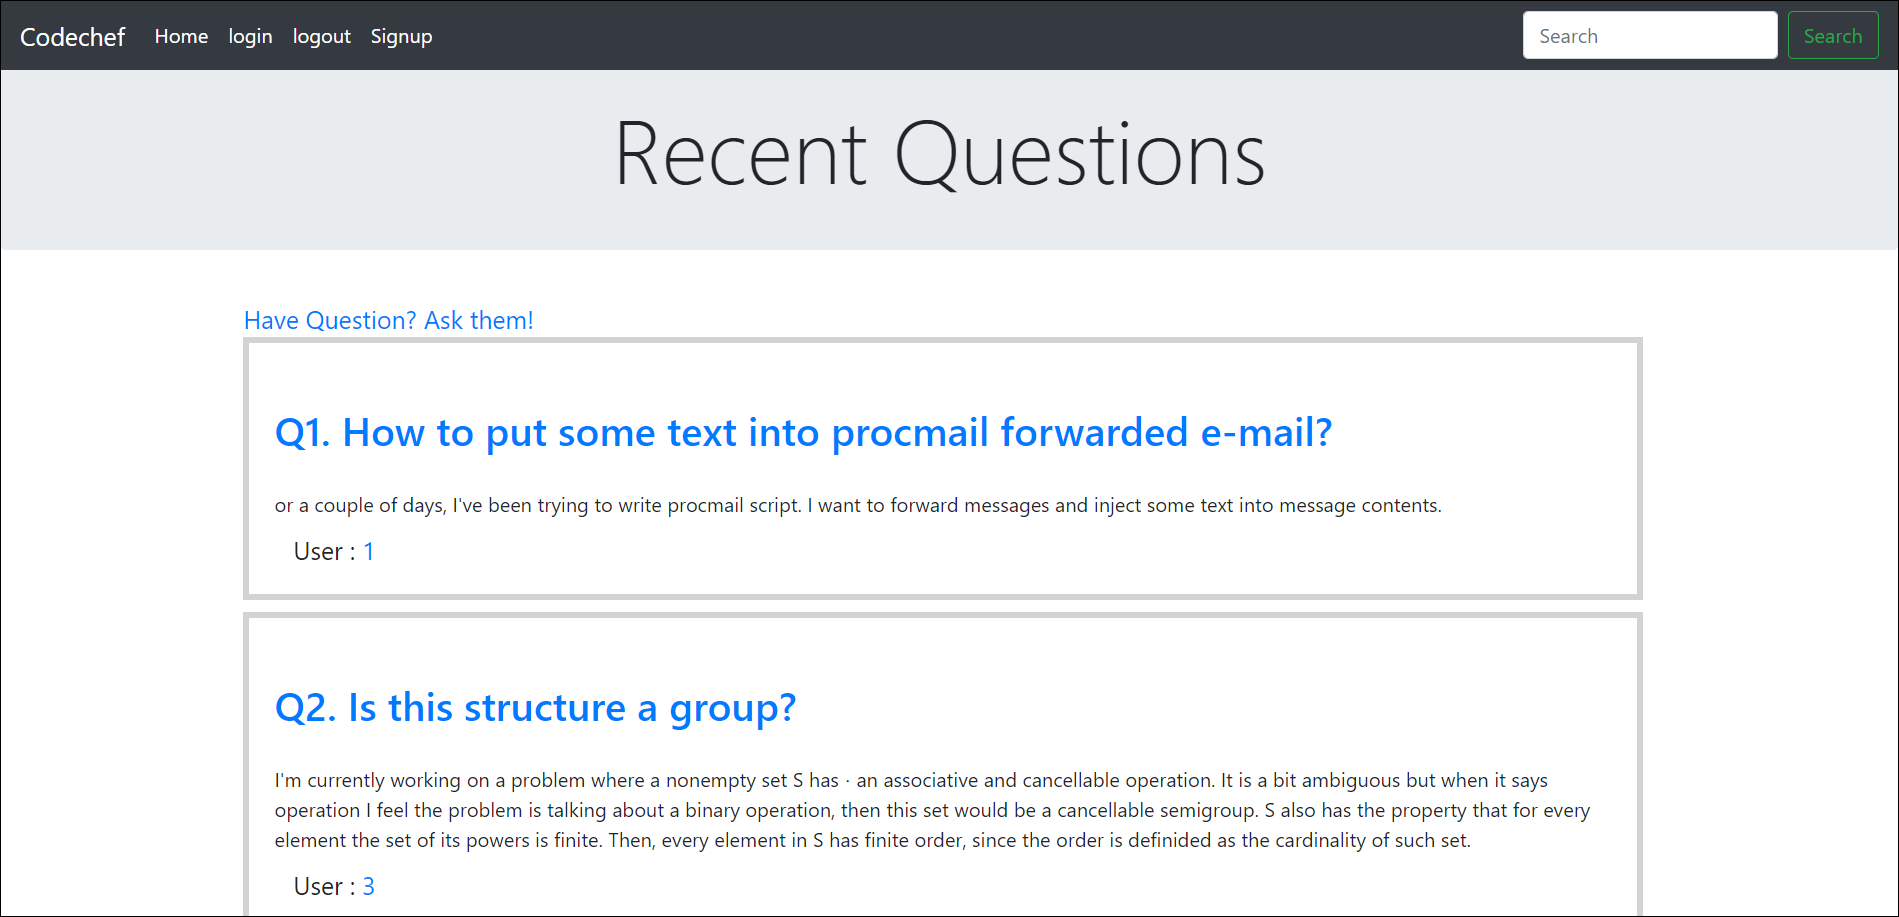 Codechef Home login logout Signup Search Search
Recent Questions
Have Question? Ask them!
Q1. How to put some text into procmail forwarded e-mail?
or a couple of days, I've been trying to write procmail script. I want to forward messages and inject some text into message contents.
User : 1
Q2. Is this structure a group?
I'm currently working on a problem where a nonempty set S has · an associative and cancellable operation. It is a bit ambiguous but when it says
operation I feel the problem is talking about a binary operation, then this set would be a cancellable semigroup. S also has the property that for every
element the set of its powers is finite. Then, every element in S has finite order, since the order is definided as the cardinality of such set.
User : 3